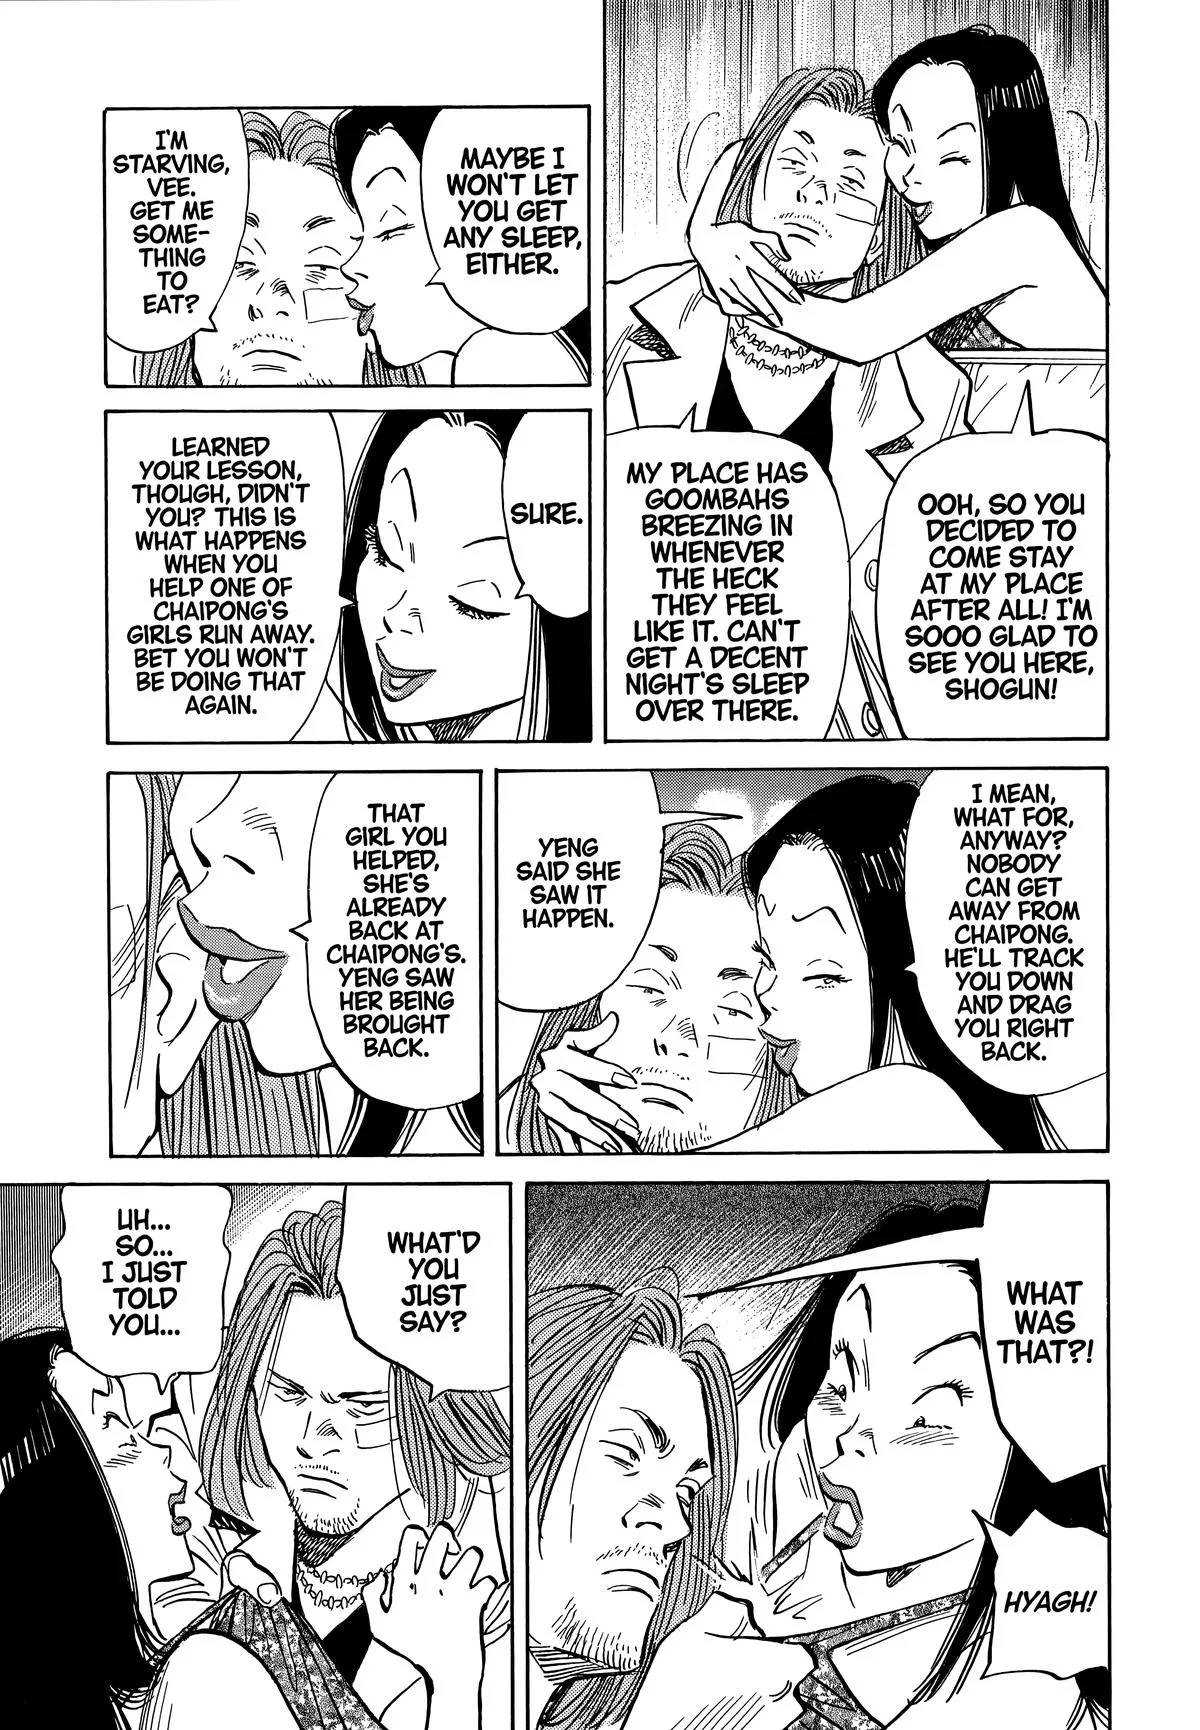 OOH, SO YOU
DECIDED TO
COME STAY
AT MY PLACE
AFTER ALL! I'M
SOOO GLAD TO
SEE YOU HERE,
SHOGUN!
MY PLACE HAS
GOOMBAHS
BREEZING IN
WHENEVER
THE HECK
THEY FEEL
LIKE IT. CAN'T
GET A DECENT
NIGHT'S SLEEP
OVER THERE.
MAYBE I
WON'T LET
YOU GET
ANY SLEEP,
EITHER.
I'M
STARVING,
VEE.
GET ME
SOME-
THING
TO
EAT?
SURE.
LEARNED
YOUR LESSON,
THOUGH, DIDN'T
YOU? THIS IS
WHAT HAPPENS
WHEN YOU
HELP ONE OF
CHAIPONG'S
GIRLS RUN AWAY.
BET YOU WON'T
BE DOING THAT
AGAIN.
I MEAN,
WHAT FOR,
ANYWAY?
NOBODY
CAN GET
AWAY FROM
CHAIPONG.
HE'LL TRACK
YOU DOWN
AND DRAG
YOU RIGHT
BACK.
YENG
SAID SHE
SAW IT
HAPPEN.
THAT
GIRL YOU
HELPED,
SHE'S
ALREADY
BACK AT
CHAIPONG'S.
YENG SAW
HER BEING
BROUGHT
BACK.
WHAT
WAS
THAT?!
HYAGH!
WHAT'D
YOU
JUST
SAY?
UH...
SO...
I JUST
TOLD
YOU...